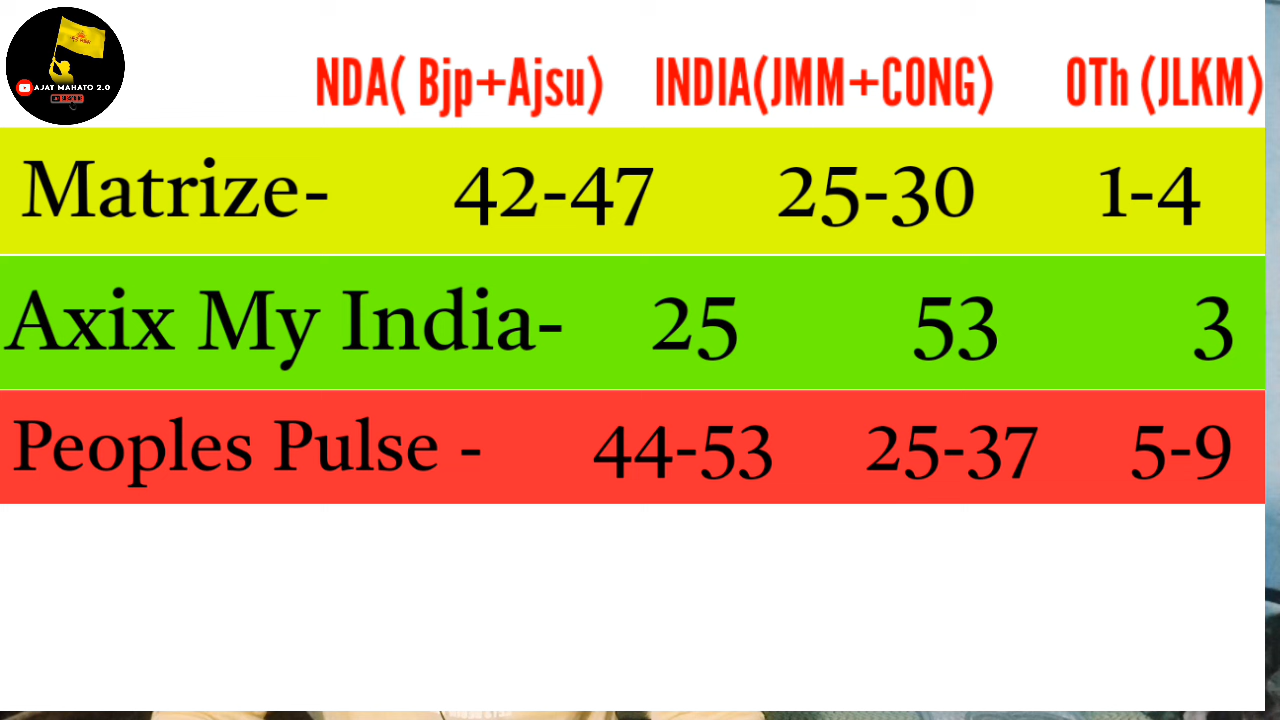 AJAT MAHATO 2.0
NDA( Bjp+Ajsu) INDIA(JMM+CONG) OTh (JLKM)
Matrize- 42-47 25-30 1-4
Axix My India- 25 53 3
Peoples Pulse - 44-53 25-37 5-9